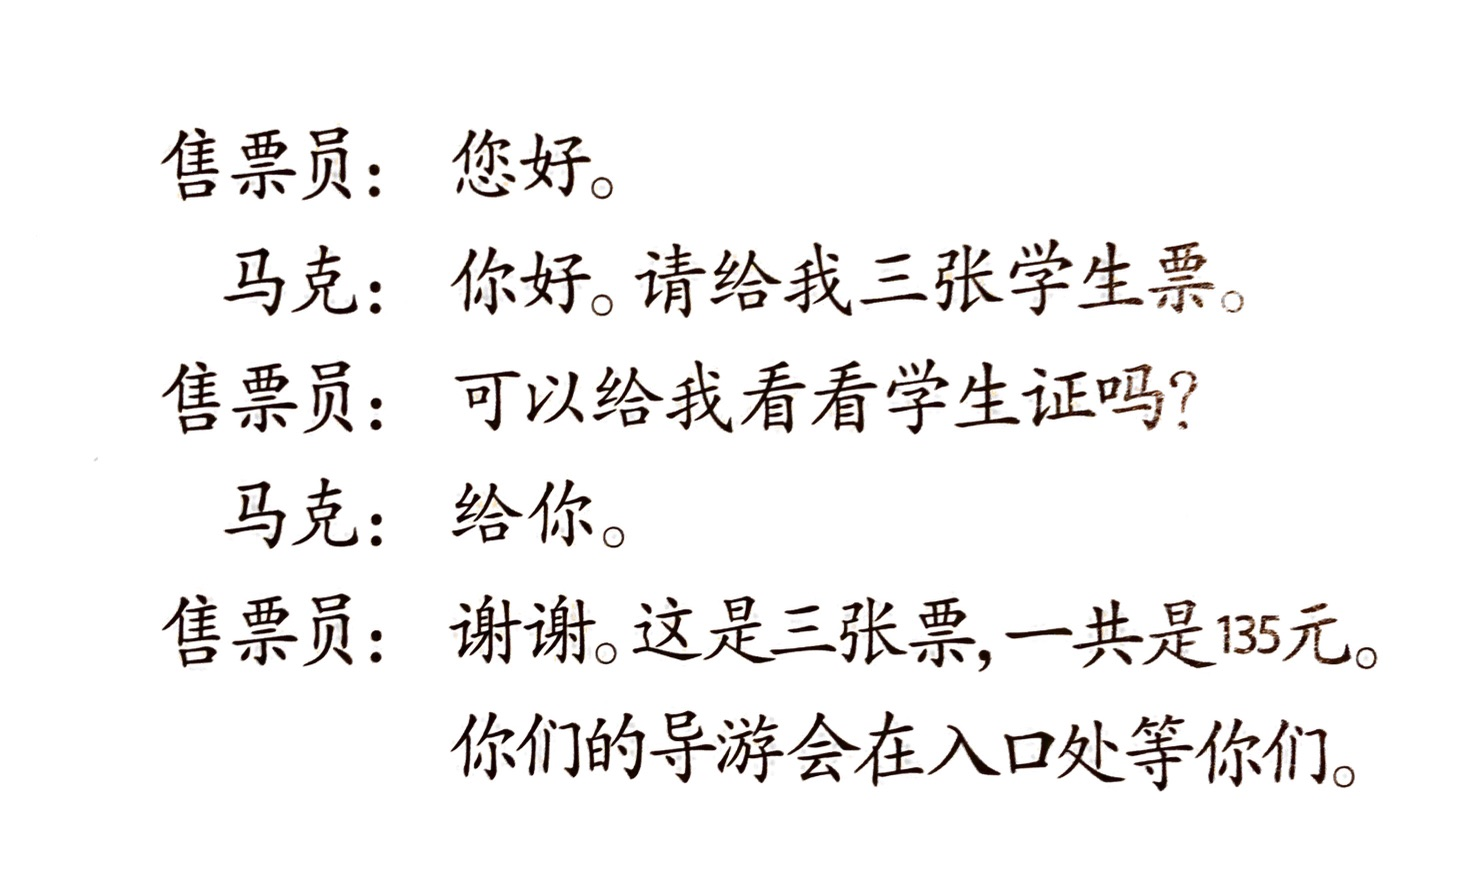 售票员：您好。
马克：你好。请给我三张学生票。
售票员：可以给我看看学生证吗？
马克：给你。
售票员：谢谢。这是三张票，一共是135元。
你们的导游会在入口处等你们。